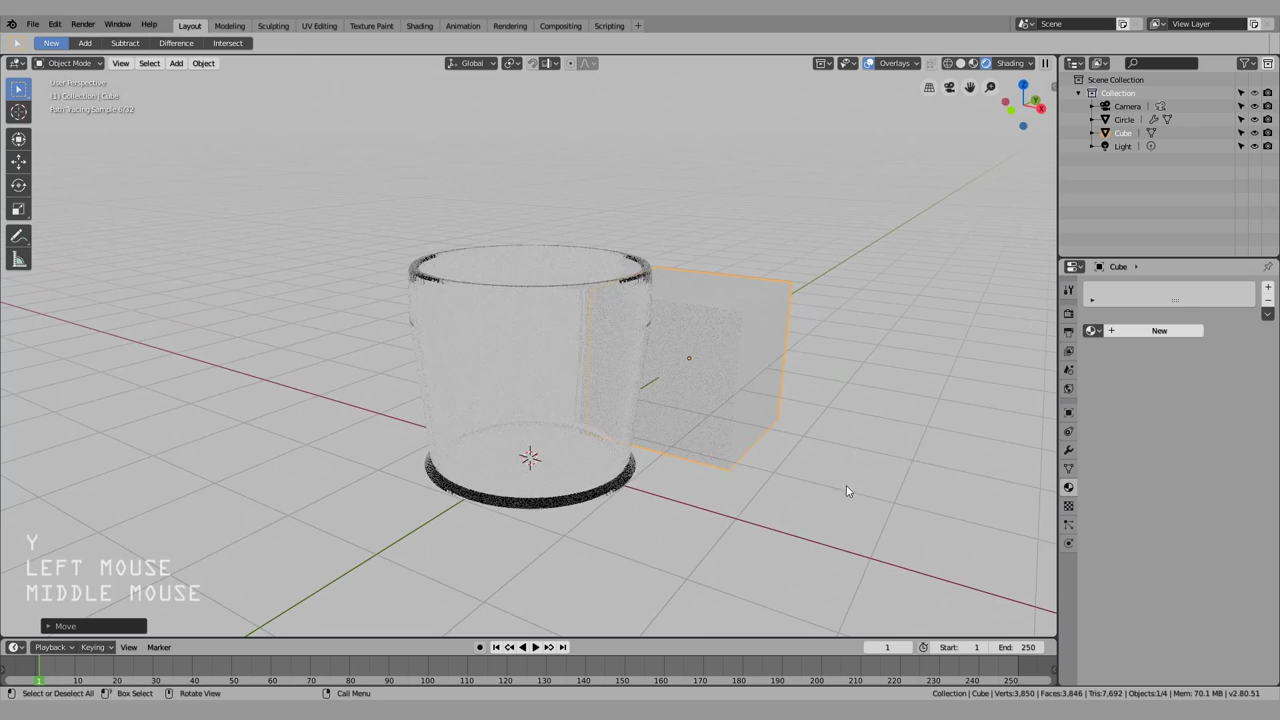 File Edit Render Window Help Layout Modeling Sculpting UV Editing Texture Paint Shading Animation Rendering Compositing Scripting + Scene View Layer
New Add Subtract Difference Intersect
Object Mode View Select Add Object Global Overlays Shading
User Perspective
(1) Collection | Cube
Path Tracing Sample 6/32
Scene Collection
Collection
Camera
Circle
Cube
Light
X
Y
Z
Cube
+ New
Y
LEFT MOUSE
MIDDLE MOUSE
Move
Playback Keying View Marker 1 Start: 1 End: 250
1 10 20 30 40 50 60 70 80 90 100 110 120 130 140 150 160 170 180 190 200 210 220 230 240 250
Select or Deselect All Box Select Rotate View Call Menu Collection | Cube | Verts:3,850 | Faces:3,846 | Tris:7,692 | Objects:1/4 | Mem: 70.1 MB | v2.80.51